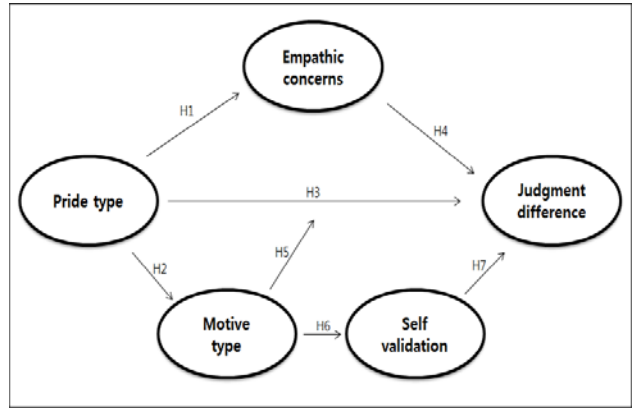 Empathic
concerns
H1
H4
Pride type
H3
Judgment
difference
H2
H5
H7
Motive
type
H6
Self
validation